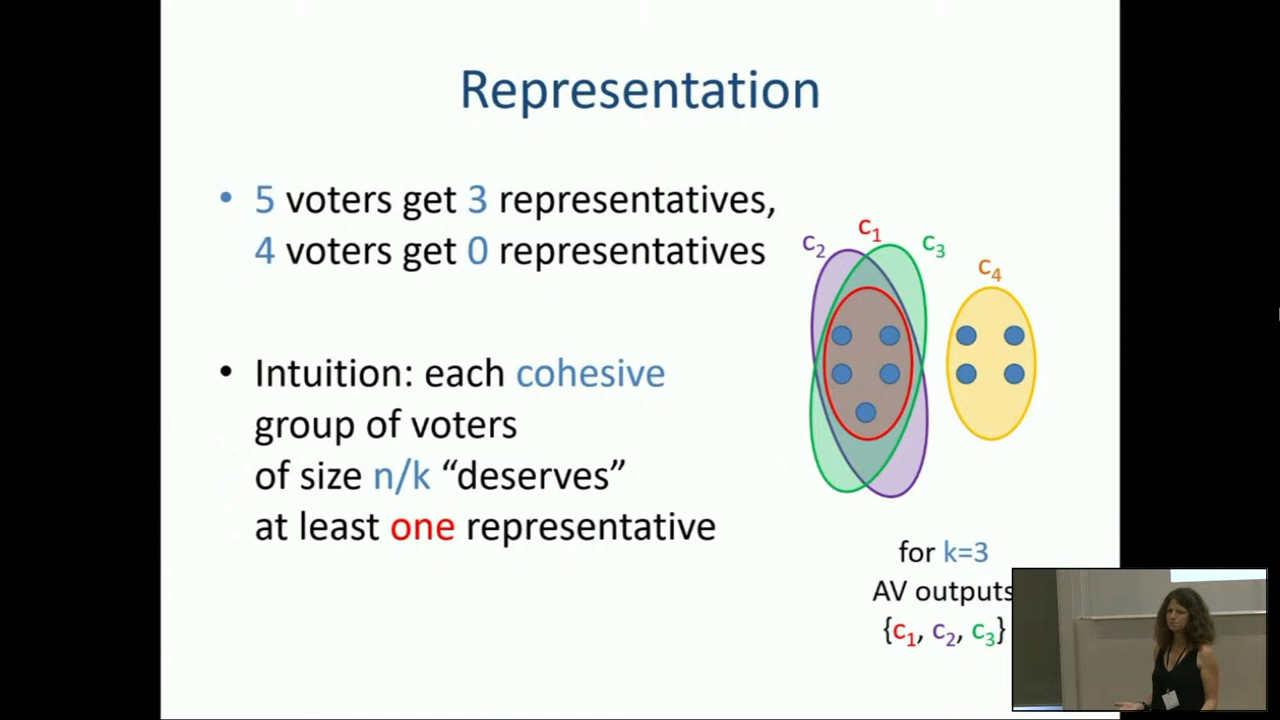 Representation
• 5 voters get 3 representatives,
4 voters get 0 representatives
• Intuition: each cohesive
group of voters
of size n/k “deserves”
at least one representative
c₂
c₁
c₃
c₄
for k=3
AV outputs
{c₁, c₂, c₃}